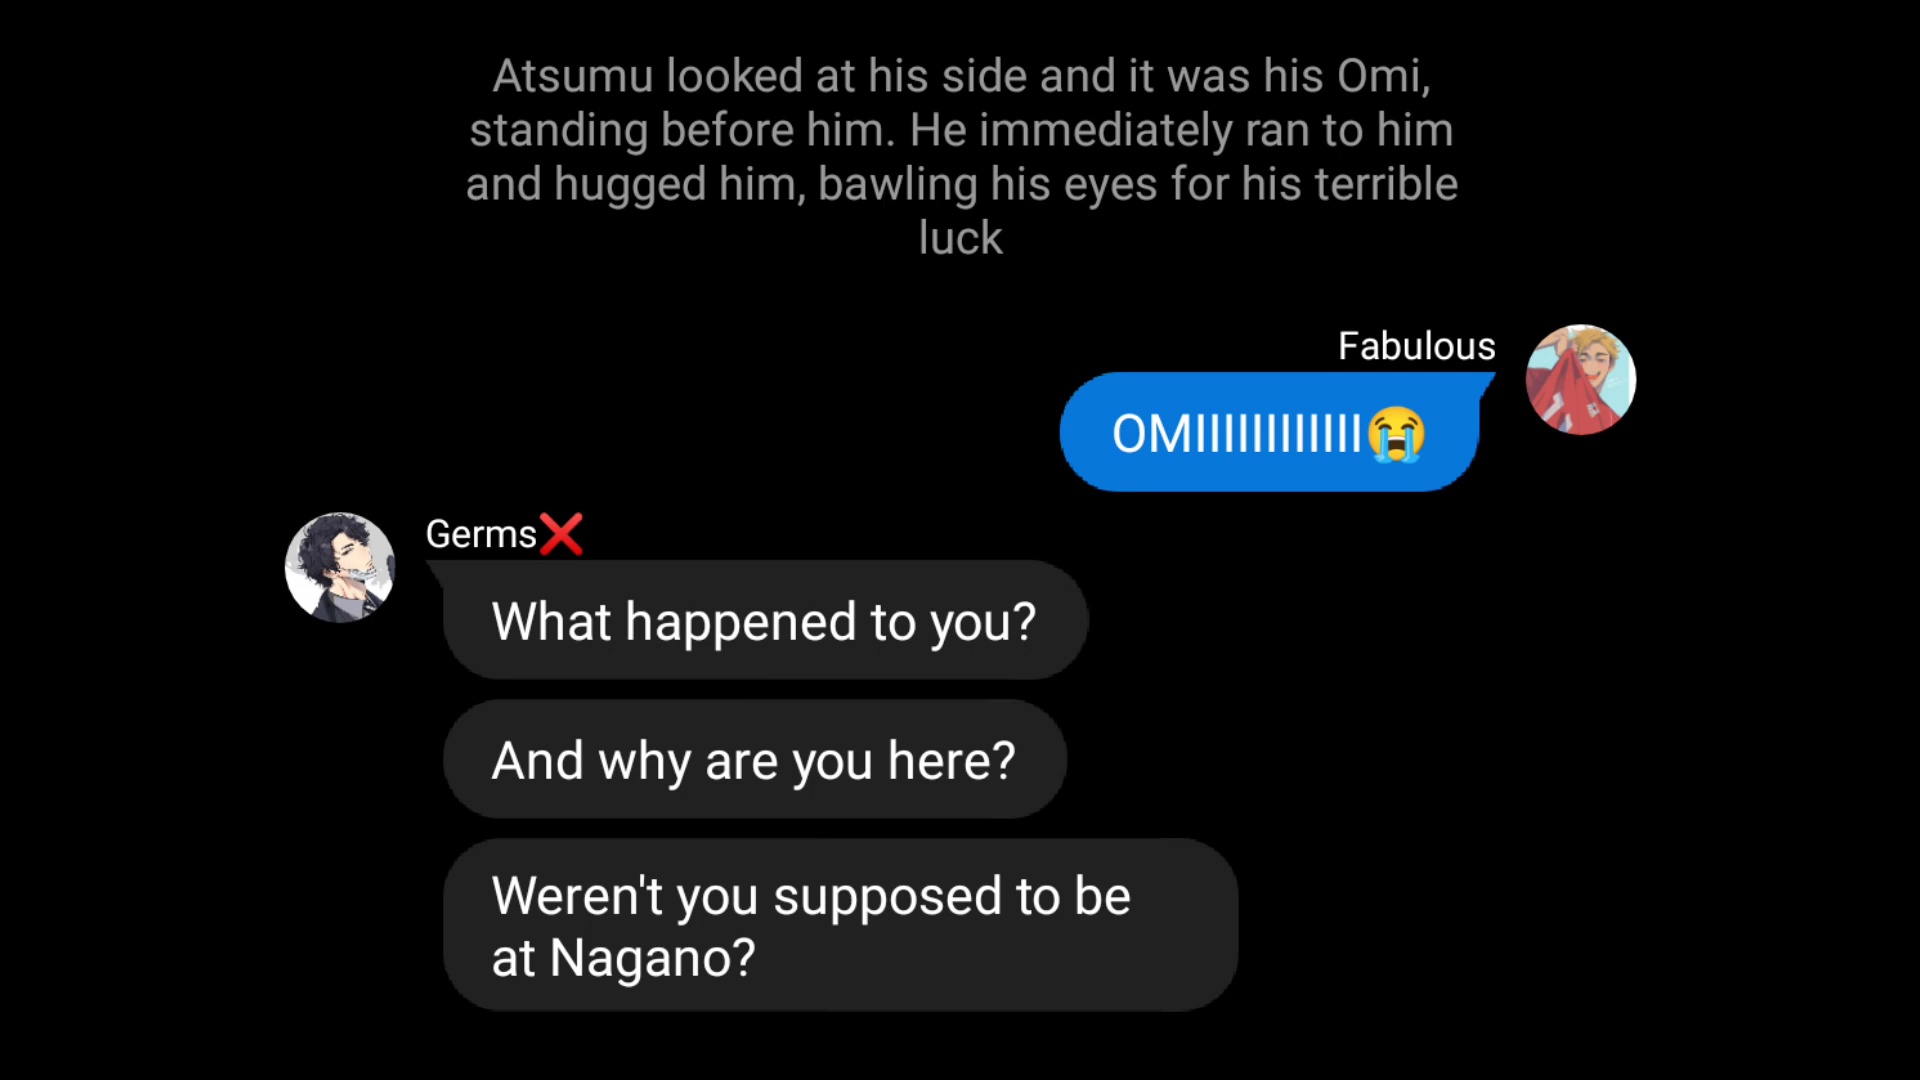 Atsumu looked at his side and it was his Omi,
standing before him. He immediately ran to him
and hugged him, bawling his eyes for his terrible
luck
Fabulous
OMIIIIIIIIIIII😭
Germs❌
What happened to you?
And why are you here?
Weren't you supposed to be
at Nagano?